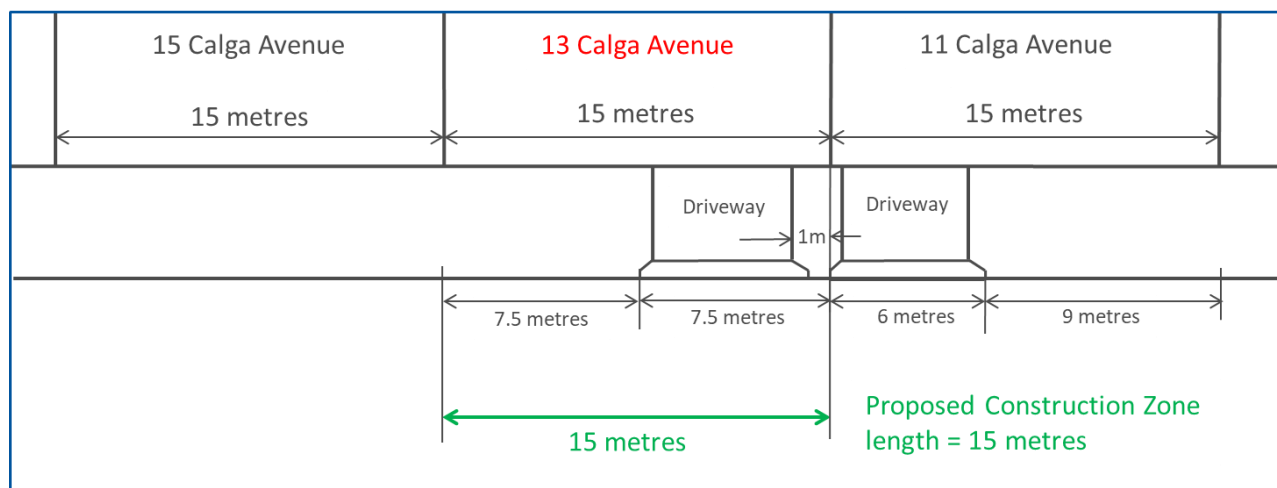 15 Calga Avenue
13 Calga Avenue
11 Calga Avenue
15 metres
15 metres
15 metres
Driveway
Driveway
1m
7.5 metres
7.5 metres
6 metres
9 metres
15 metres
Proposed Construction Zone
length = 15 metres